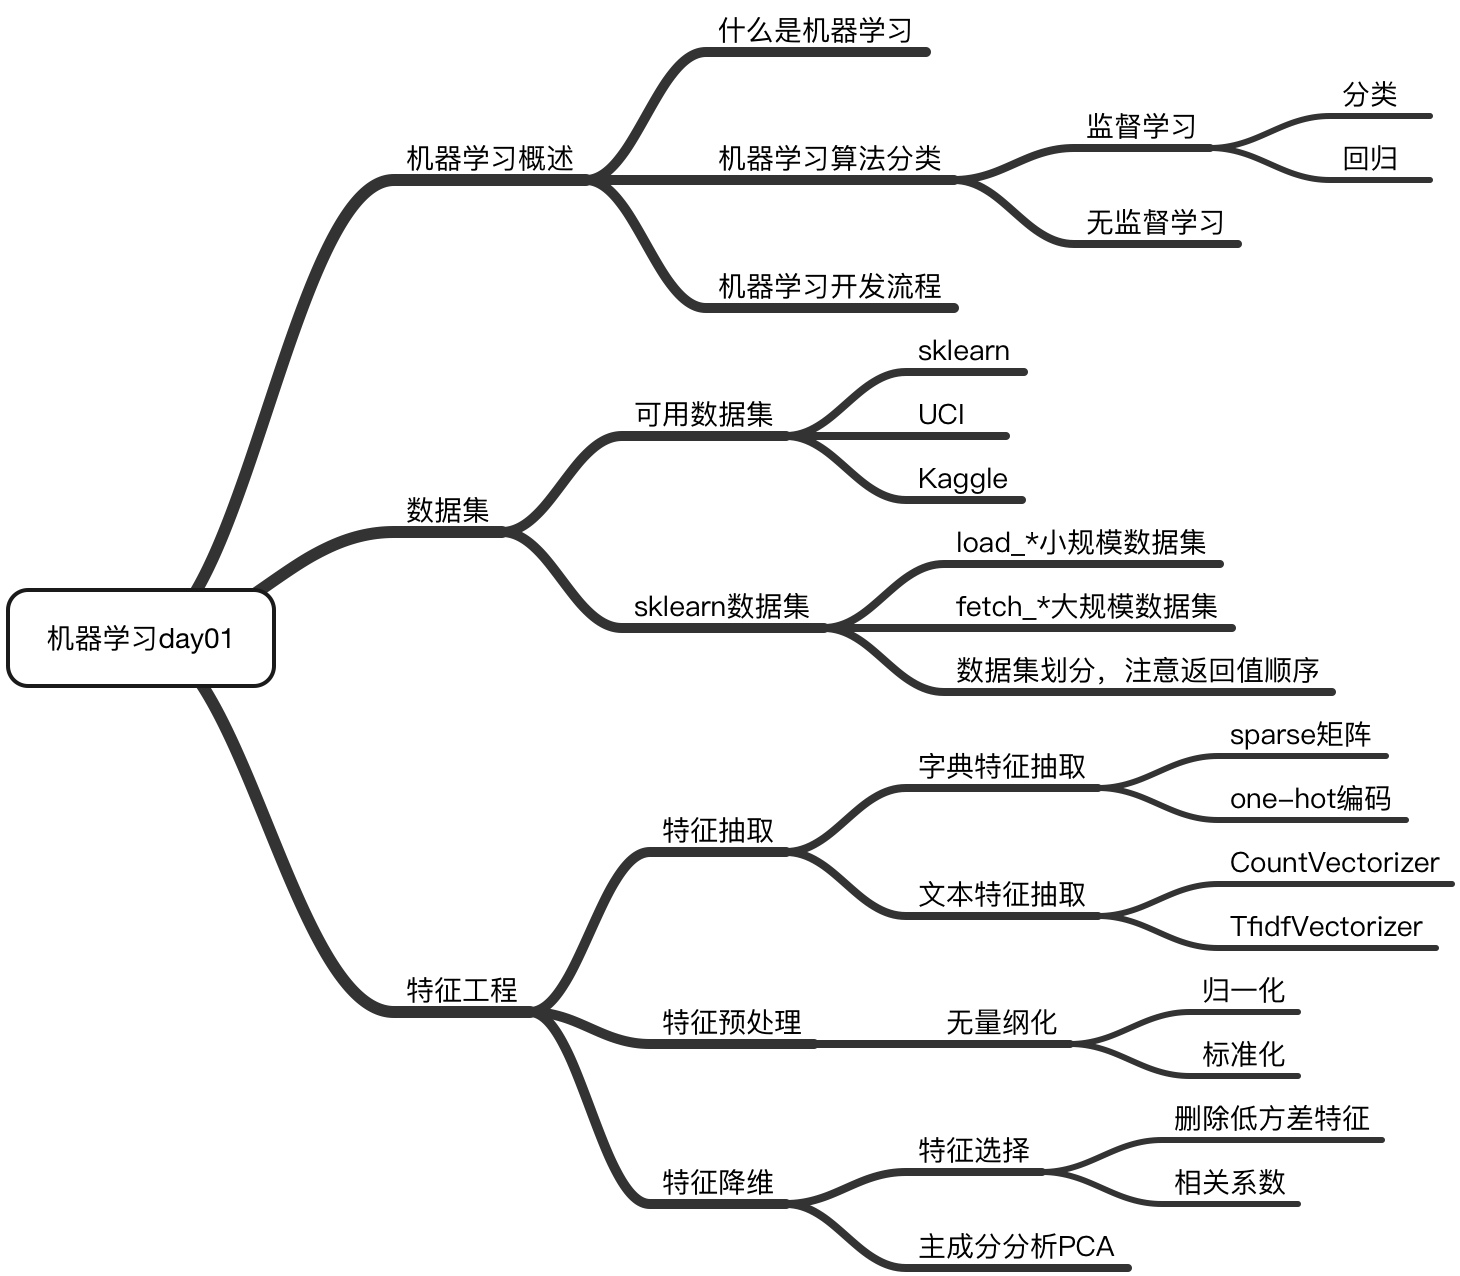 什么是机器学习
分类
监督学习
机器学习概述
机器学习算法分类
回归
无监督学习
机器学习开发流程
sklearn
可用数据集
UCI
Kaggle
数据集
load_*小规模数据集
sklearn数据集
fetch_*大规模数据集
机器学习day01
数据集划分，注意返回值顺序
sparse矩阵
字典特征抽取
one-hot编码
特征抽取
CountVectorizer
文本特征抽取
TfidfVectorizer
特征工程
归一化
特征预处理
无量纲化
标准化
删除低方差特征
特征选择
特征降维
相关系数
主成分分析PCA